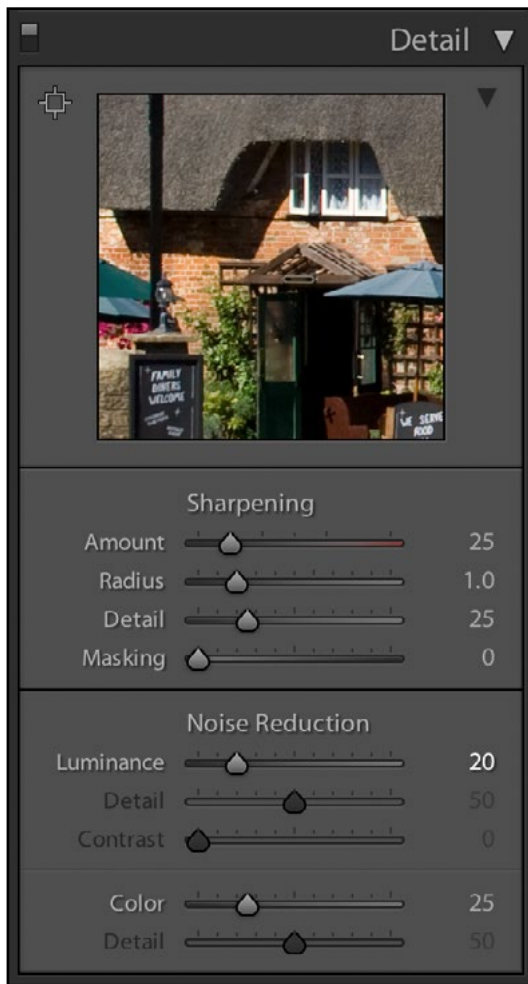 Detail
FAMILY
DINERS
WELCOME
WE SERVE
FOOD
Sharpening
Amount 25
Radius 1.0
Detail 25
Masking 0
Noise Reduction
Luminance 20
Detail 50
Contrast 0
Color 25
Detail 50